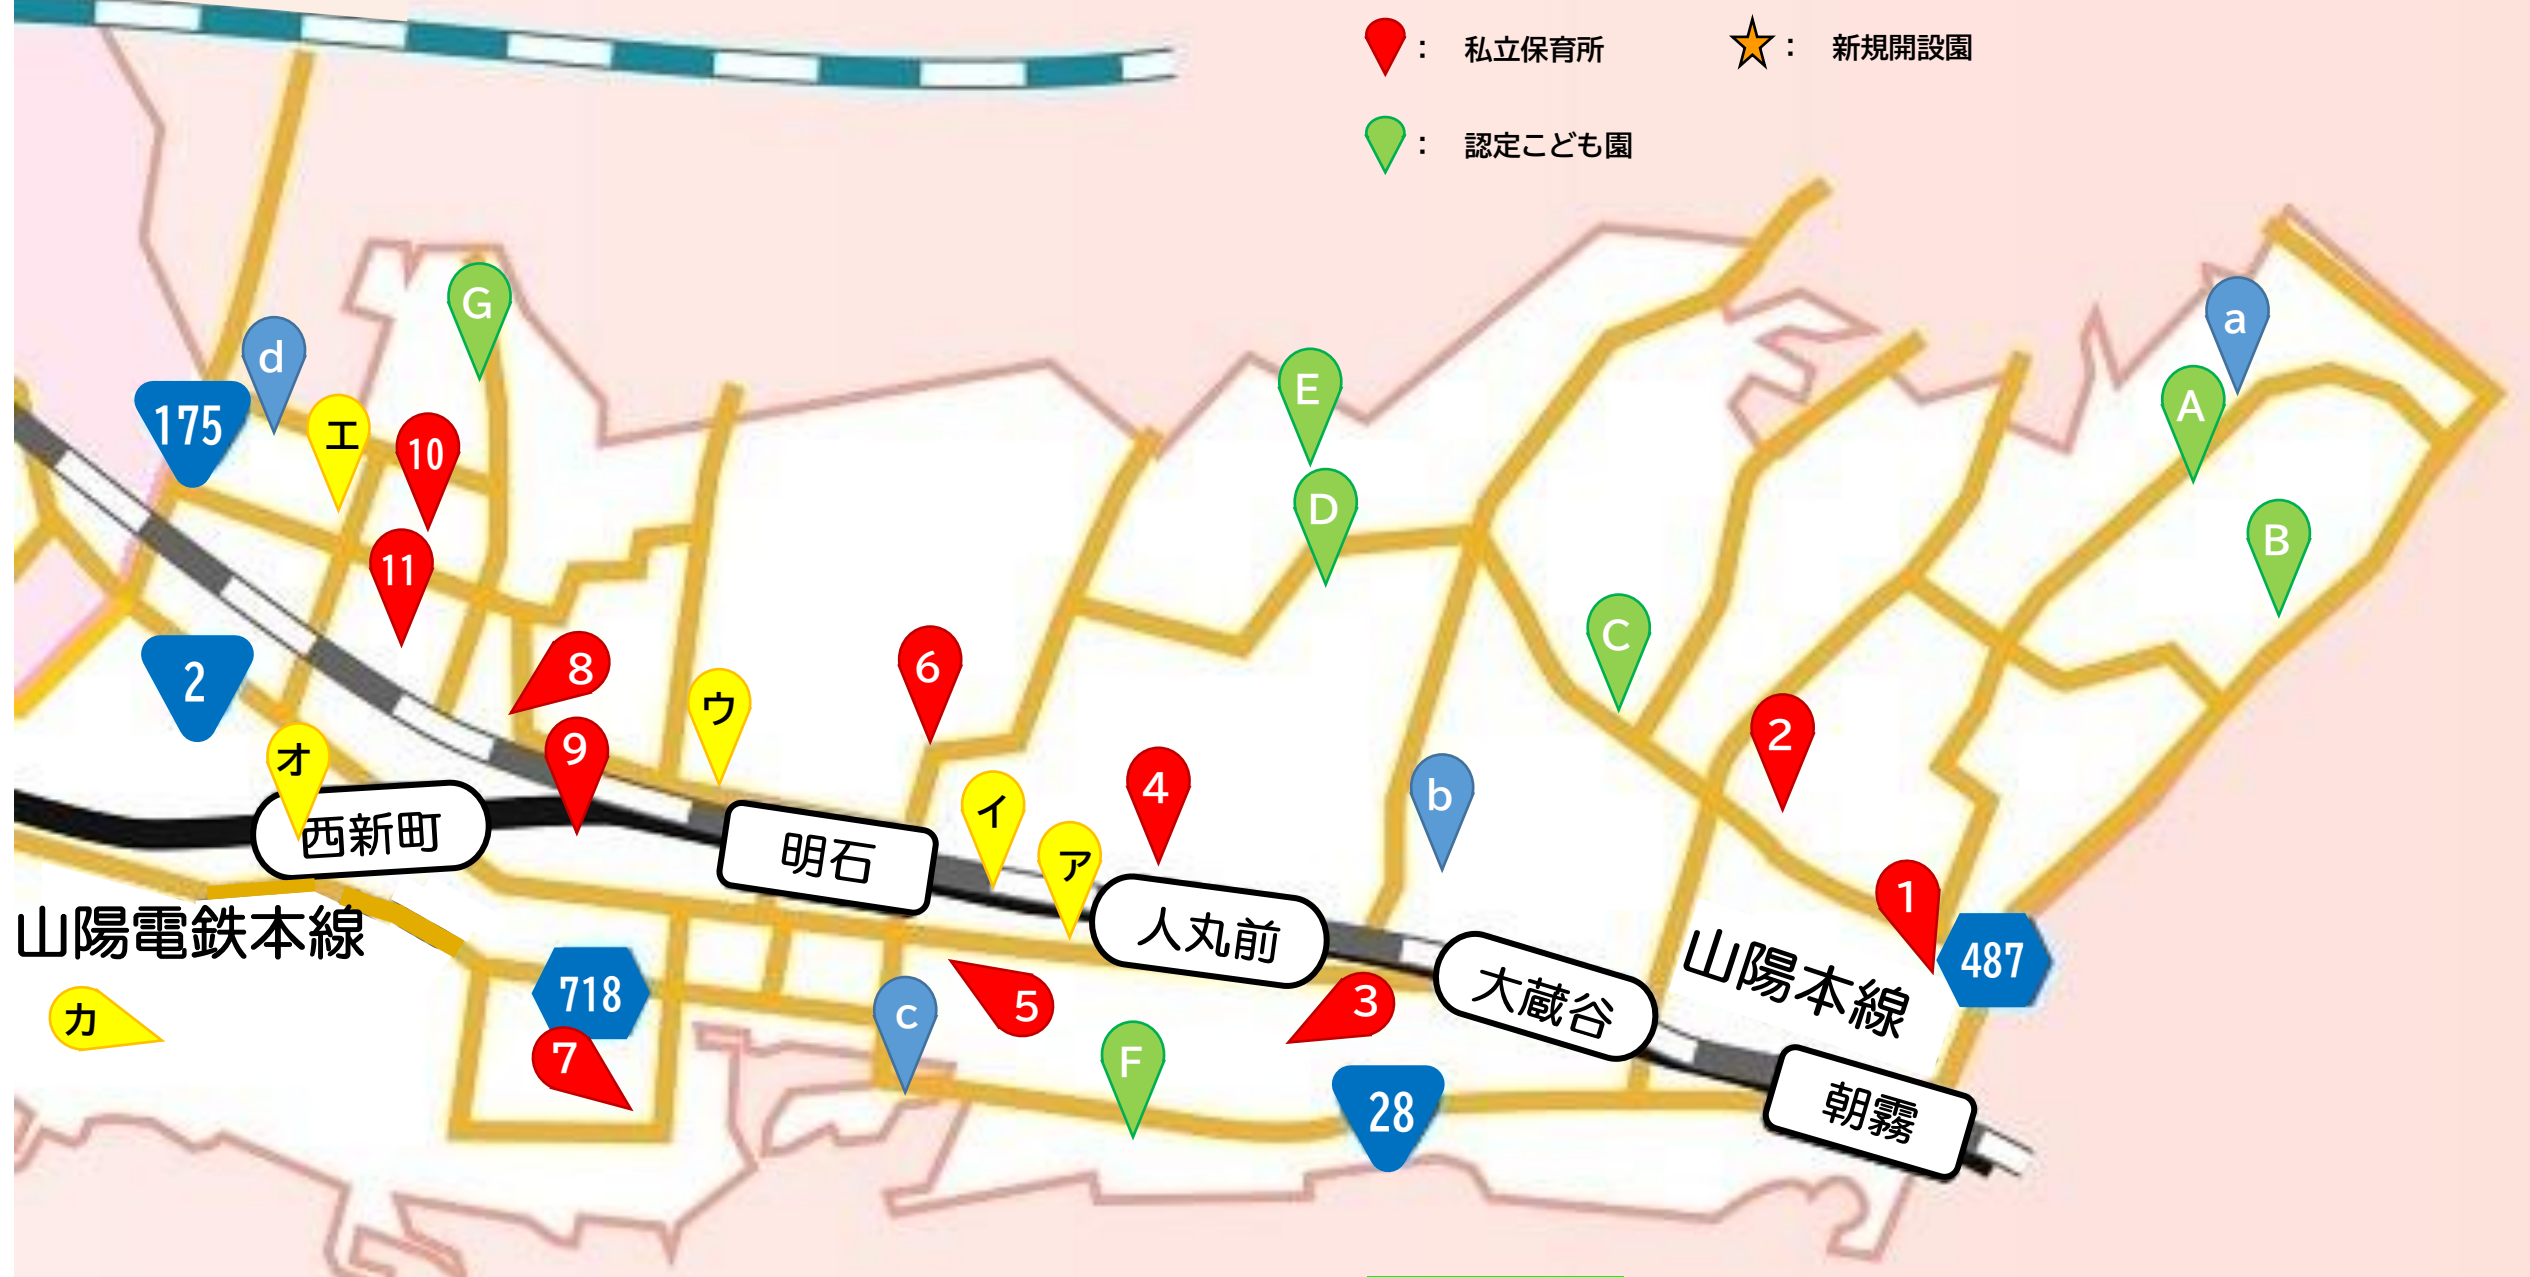 ： 私立保育所
： 新規開設園
： 認定こども園
G
a
d
E
A
175
エ
10
D
B
11
C
8
6
2
ウ
2
9
オ
4
b
イ
西新町
明石
ア
1
人丸前
山陽電鉄本線
487
718
大蔵谷
山陽本線
5
3
c
カ
7
F
28
朝霧